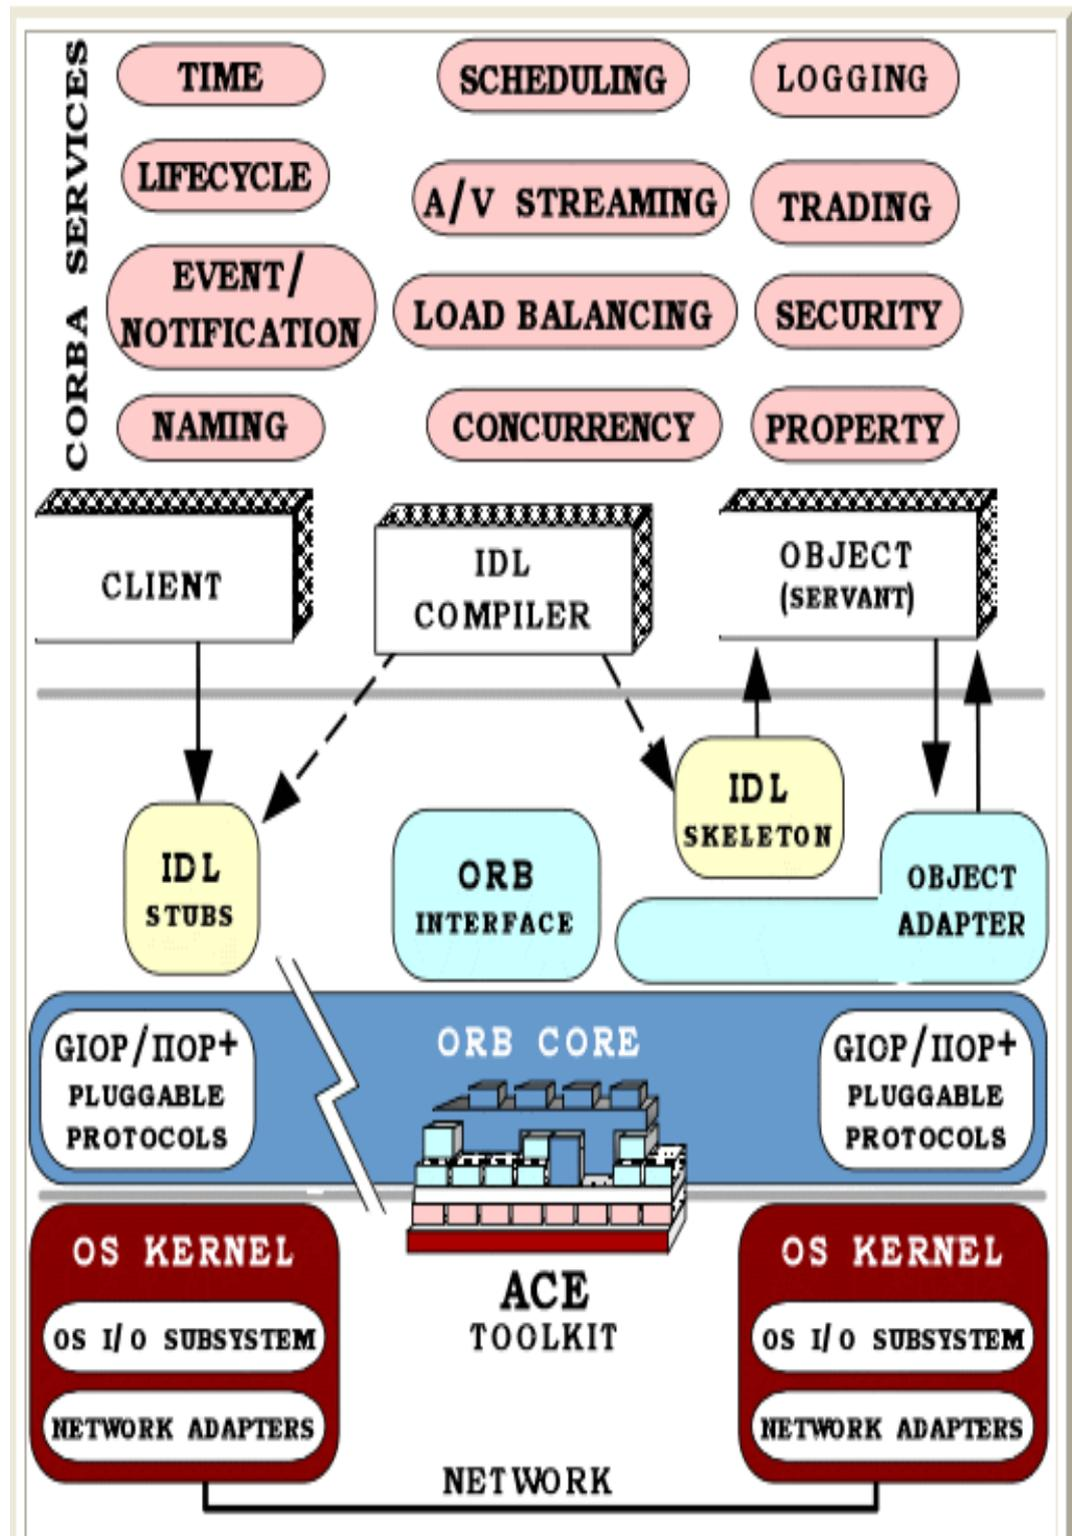 CORBA SERVICES
TIME
SCHEDULING
LOGGING
LIFECYCLE
A/V STREAMING
TRADING
EVENT/
NOTIFICATION
LOAD BALANCING
SECURITY
NAMING
CONCURRENCY
PROPERTY
CLIENT
IDL
COMPILER
OBJECT
(SERVANT)
IDL
STUBS
ORB
INTERFACE
IDL
SKELETON
OBJECT
ADAPTER
ORB CORE
GIOP/IIOP+
PLUGGABLE
PROTOCOLS
GIOP/IIOP+
PLUGGABLE
PROTOCOLS
OS KERNEL
OS I/O SUBSYSTEM
NETWORK ADAPTERS
ACE
TOOLKIT
OS KERNEL
OS I/O SUBSYSTEM
NETWORK ADAPTERS
NETWORK